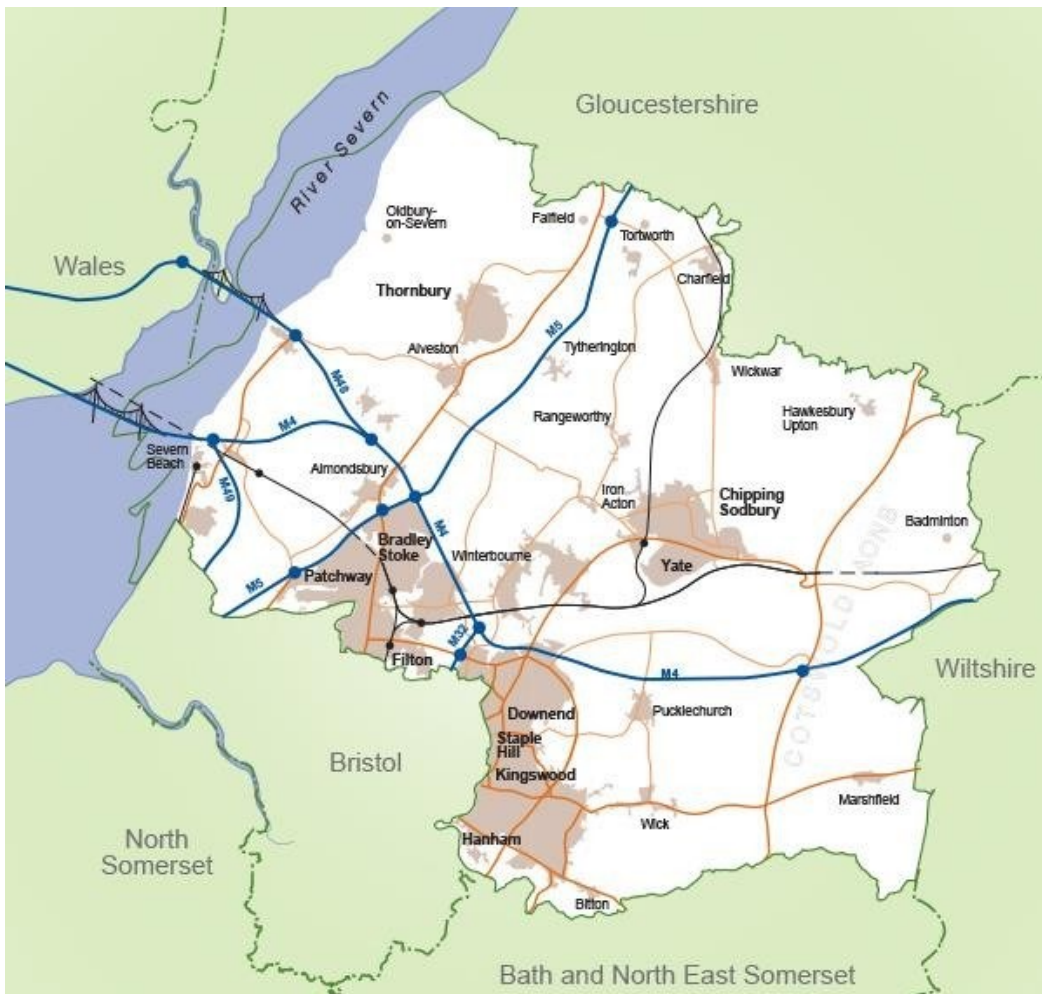 Gloucestershire
River Severn
Oldbury-
on-Severn
Falfield
Tortworth
Wales
Charfield
Thornbury
M5
Alveston
Tytherington
M48
Wickwar
Rangeworthy
Hawkesbury
Upton
M4
Severn
Beach
Almondsbury
M49
Iron
Acton
Chipping
Sodbury
M4
Badminton
Bradley
Stoke
Winterbourne
Yate
Patchway
M5
COTSWOLD AONB
M32
Filton
Wiltshire
M4
Downend
Pucklechurch
Staple
Hill
Bristol
Kingswood
Marshfield
Wick
North
Somerset
Hanham
Bitton
Bath and North East Somerset